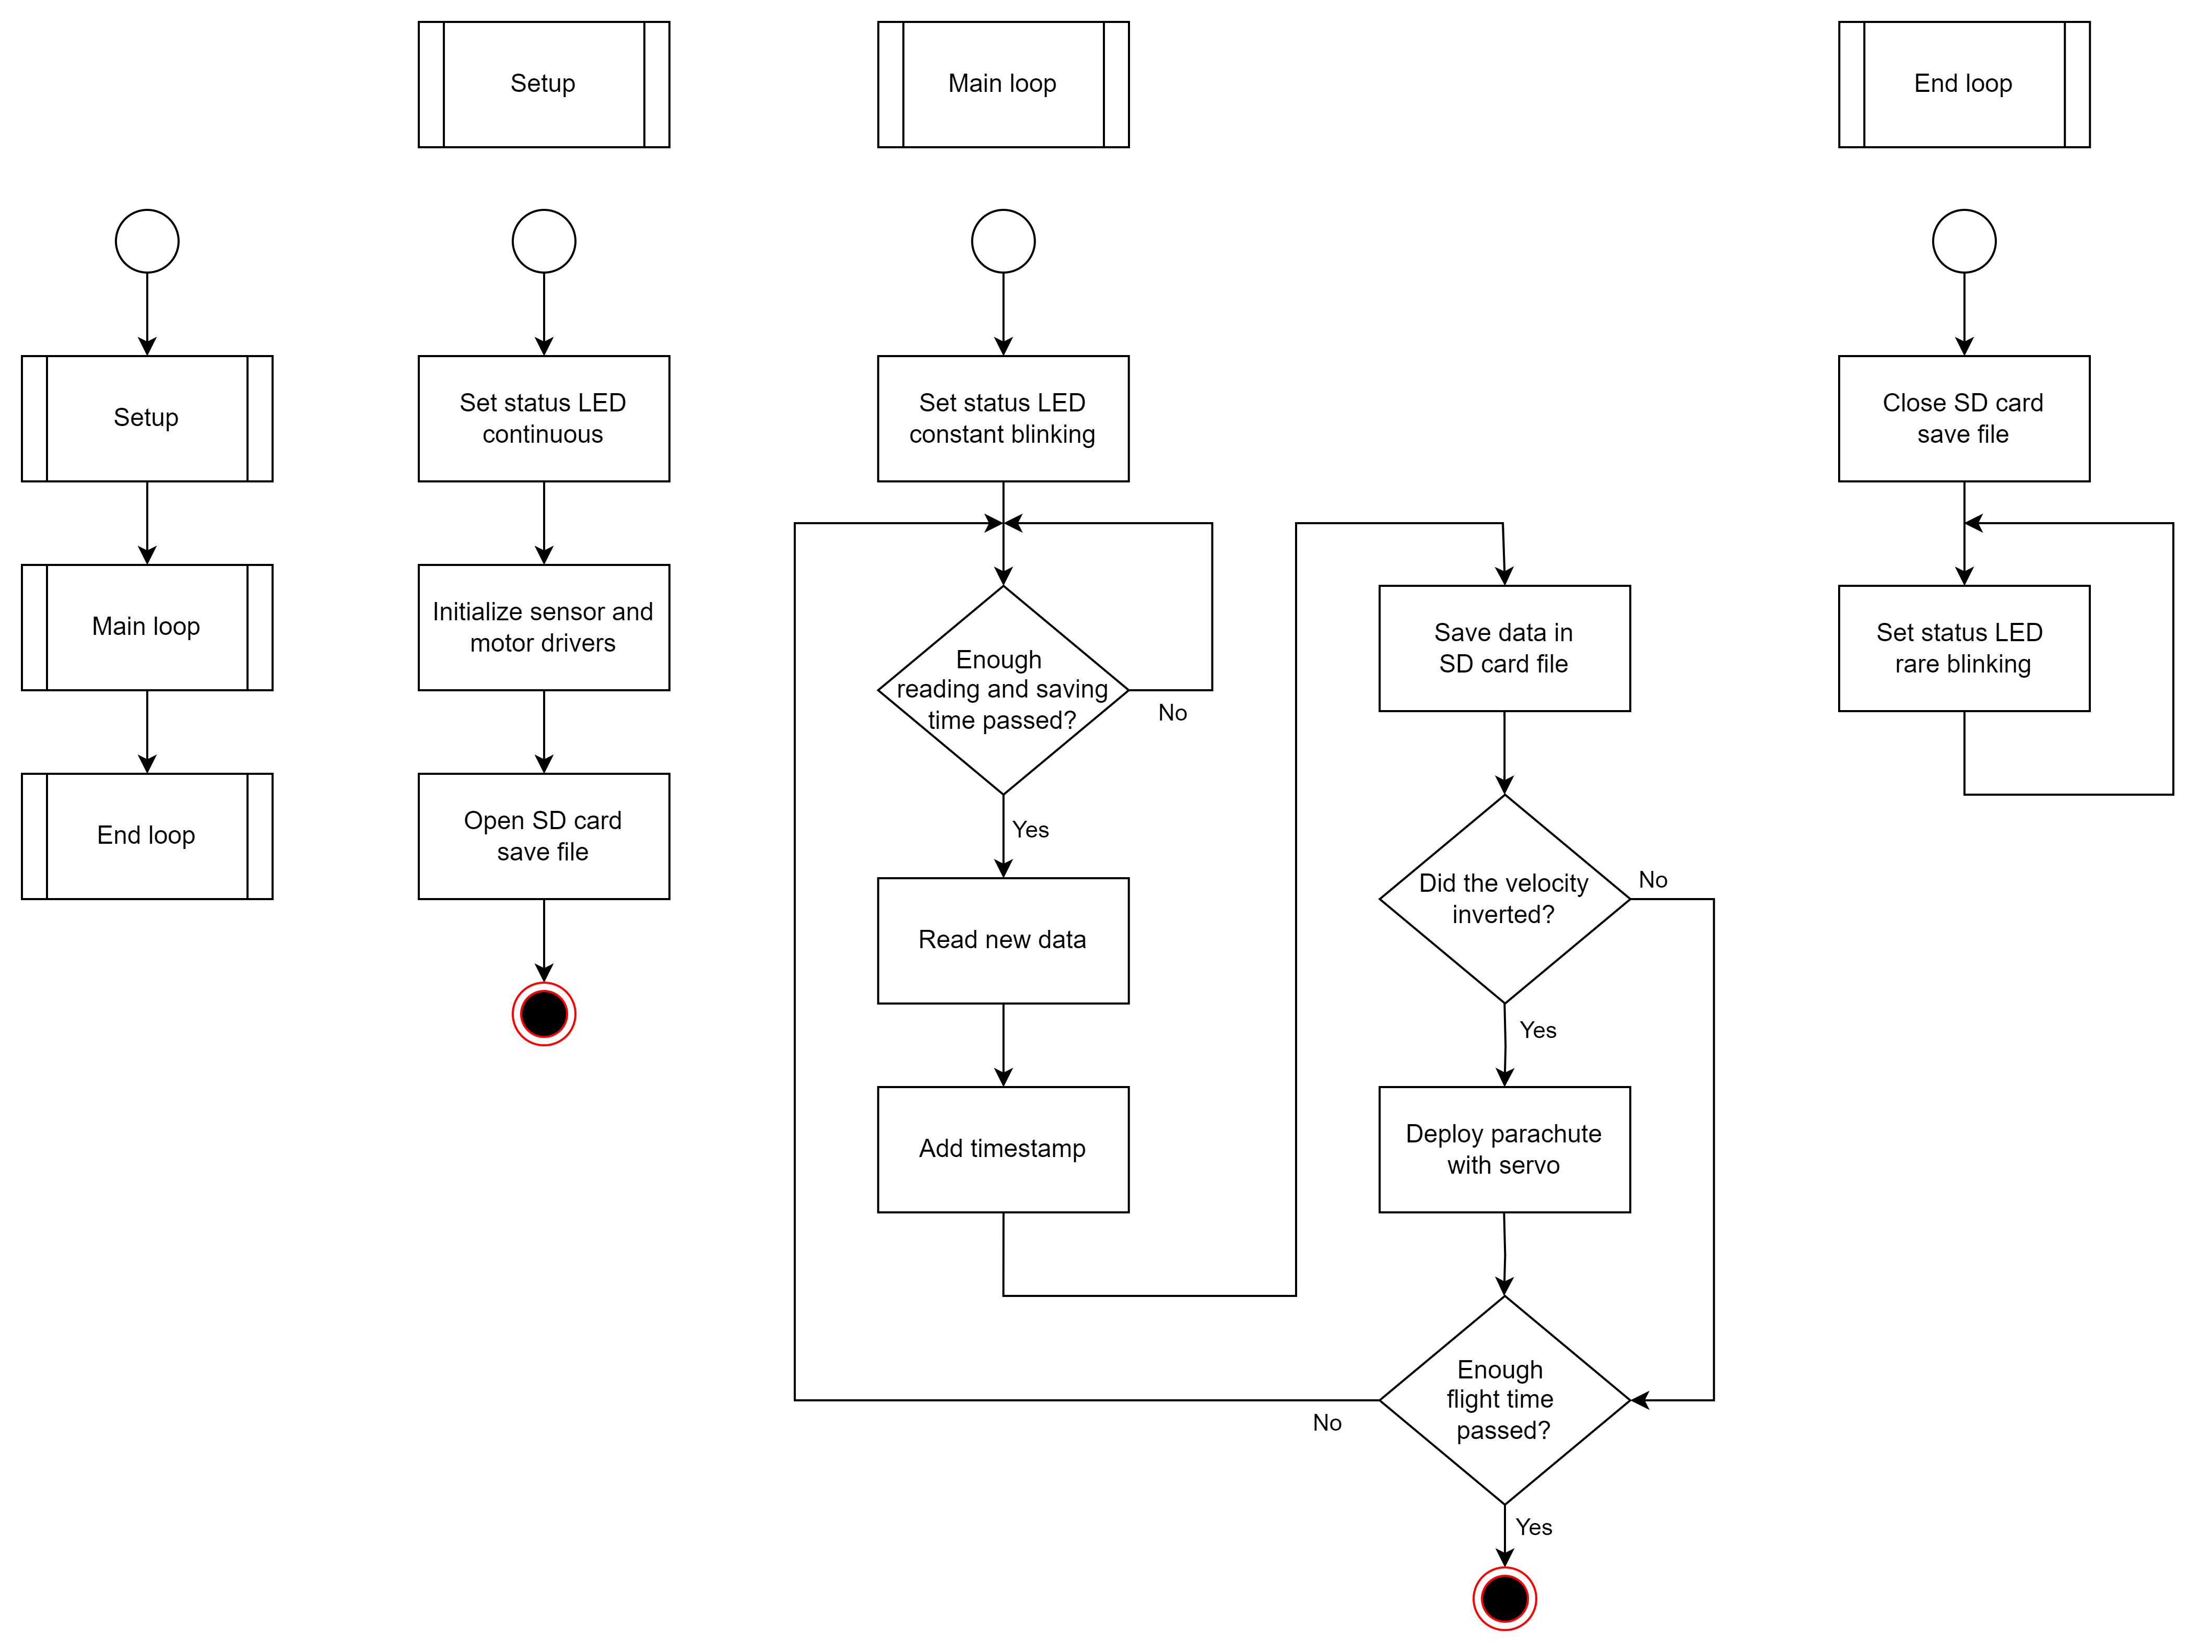 Setup
Main loop
End loop
Setup
Main loop
End loop
Set status LED
continuous
Initialize sensor and
motor drivers
Open SD card
save file
Set status LED
constant blinking
Enough
reading and saving
time passed?
No
Yes
Read new data
Add timestamp
Save data in
SD card file
Did the velocity
inverted?
No
Yes
Deploy parachute
with servo
Enough
flight time
passed?
No
Yes
Close SD card
save file
Set status LED
rare blinking